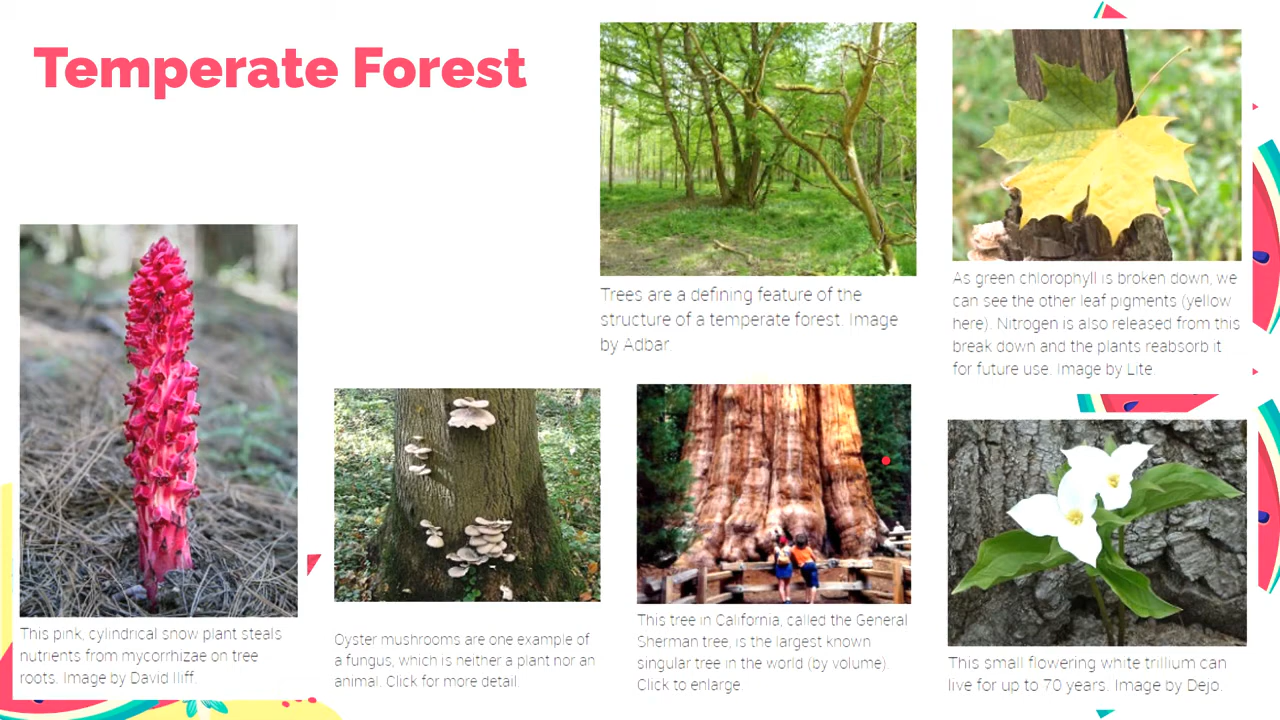 Temperate Forest
Trees are a defining feature of the
structure of a temperate forest. Image
by Adbar.
As green chlorophyll is broken down, we
can see the other leaf pigments (yellow
here). Nitrogen is also released from this
break down and the plants reabsorb it
for future use. Image by Lite
This pink, cylindrical snow plant steals
nutrients from mycorrhizae on tree
roots. Image by David Iliff.
Oyster mushrooms are one example of
a fungus, which is neither a plant nor an
animal. Click for more detail.
This tree in California, called the General
Sherman tree, is the largest known
singular tree in the world (by volume).
Click to enlarge
This small flowering white trillium can
live for up to 70 years. Image by Dejo.